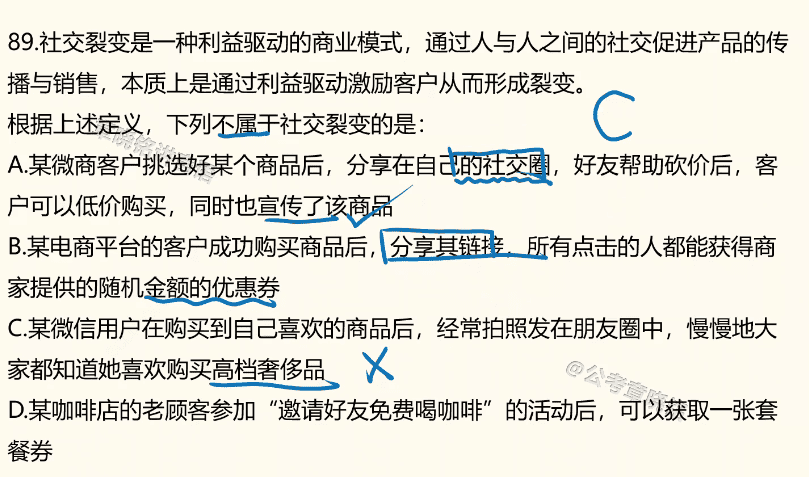 89.社交裂变是一种利益驱动的商业模式，通过人与人之间的社交促进产品的传
播与销售，本质上是通过利益驱动激励客户从而形成裂变。
根据上述定义，下列不属于社交裂变的是：
C
A.某微商客户挑选好某个商品后，分享在自己的社交圈，好友帮助砍价后，客
户可以低价购买，同时也宣传了该商品
B.某电商平台的客户成功购买商品后，分享其链接，所有点击的人都能获得商
家提供的随机金额的优惠券
C.某微信用户在购买到自己喜欢的商品后，经常拍照发在朋友圈中，慢慢地大
家都知道她喜欢购买高档奢侈品
D.某咖啡店的老顾客参加“邀请好友免费喝咖啡”的活动后，可以获取一张套
餐券